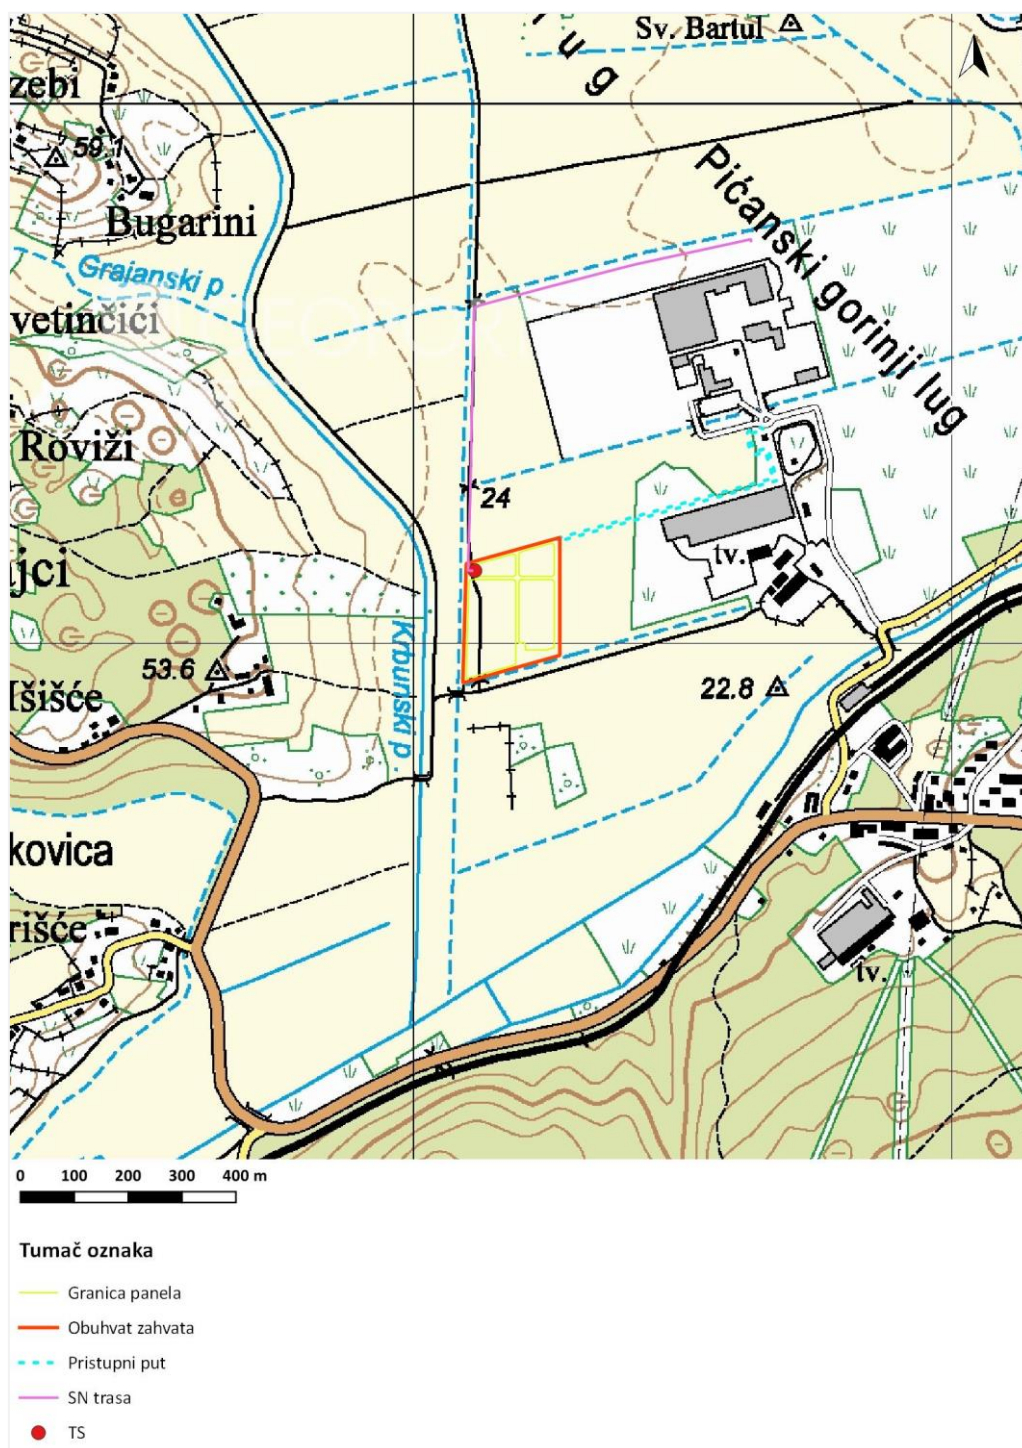 Sv. Bartul
l u g
zebi
59.1
Bugarini
Pićanski gorinji lug
Grajanski p.
vetinčići
Roviži
24
jci
tv.
Krbunski p.
53.6
22.8
išišće
kovica
rišće
tv.
0 100 200 300 400 m
Tumač oznaka
Granica panela
Obuhvat zahvata
Pristupni put
SN trasa
TS